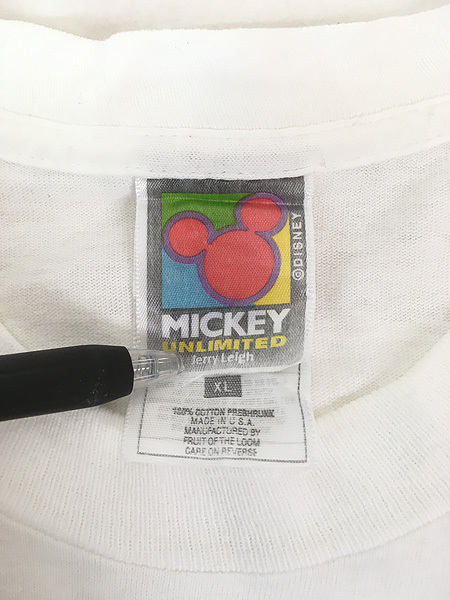 ©DISNEY
MICKEY
UNLIMITED
Jerry Leigh
XL
100% COTTON PRESHRUNK
MADE IN U.S.A.
MANUFACTURED BY
FRUIT OF THE LOOM
CARE ON REVERSE